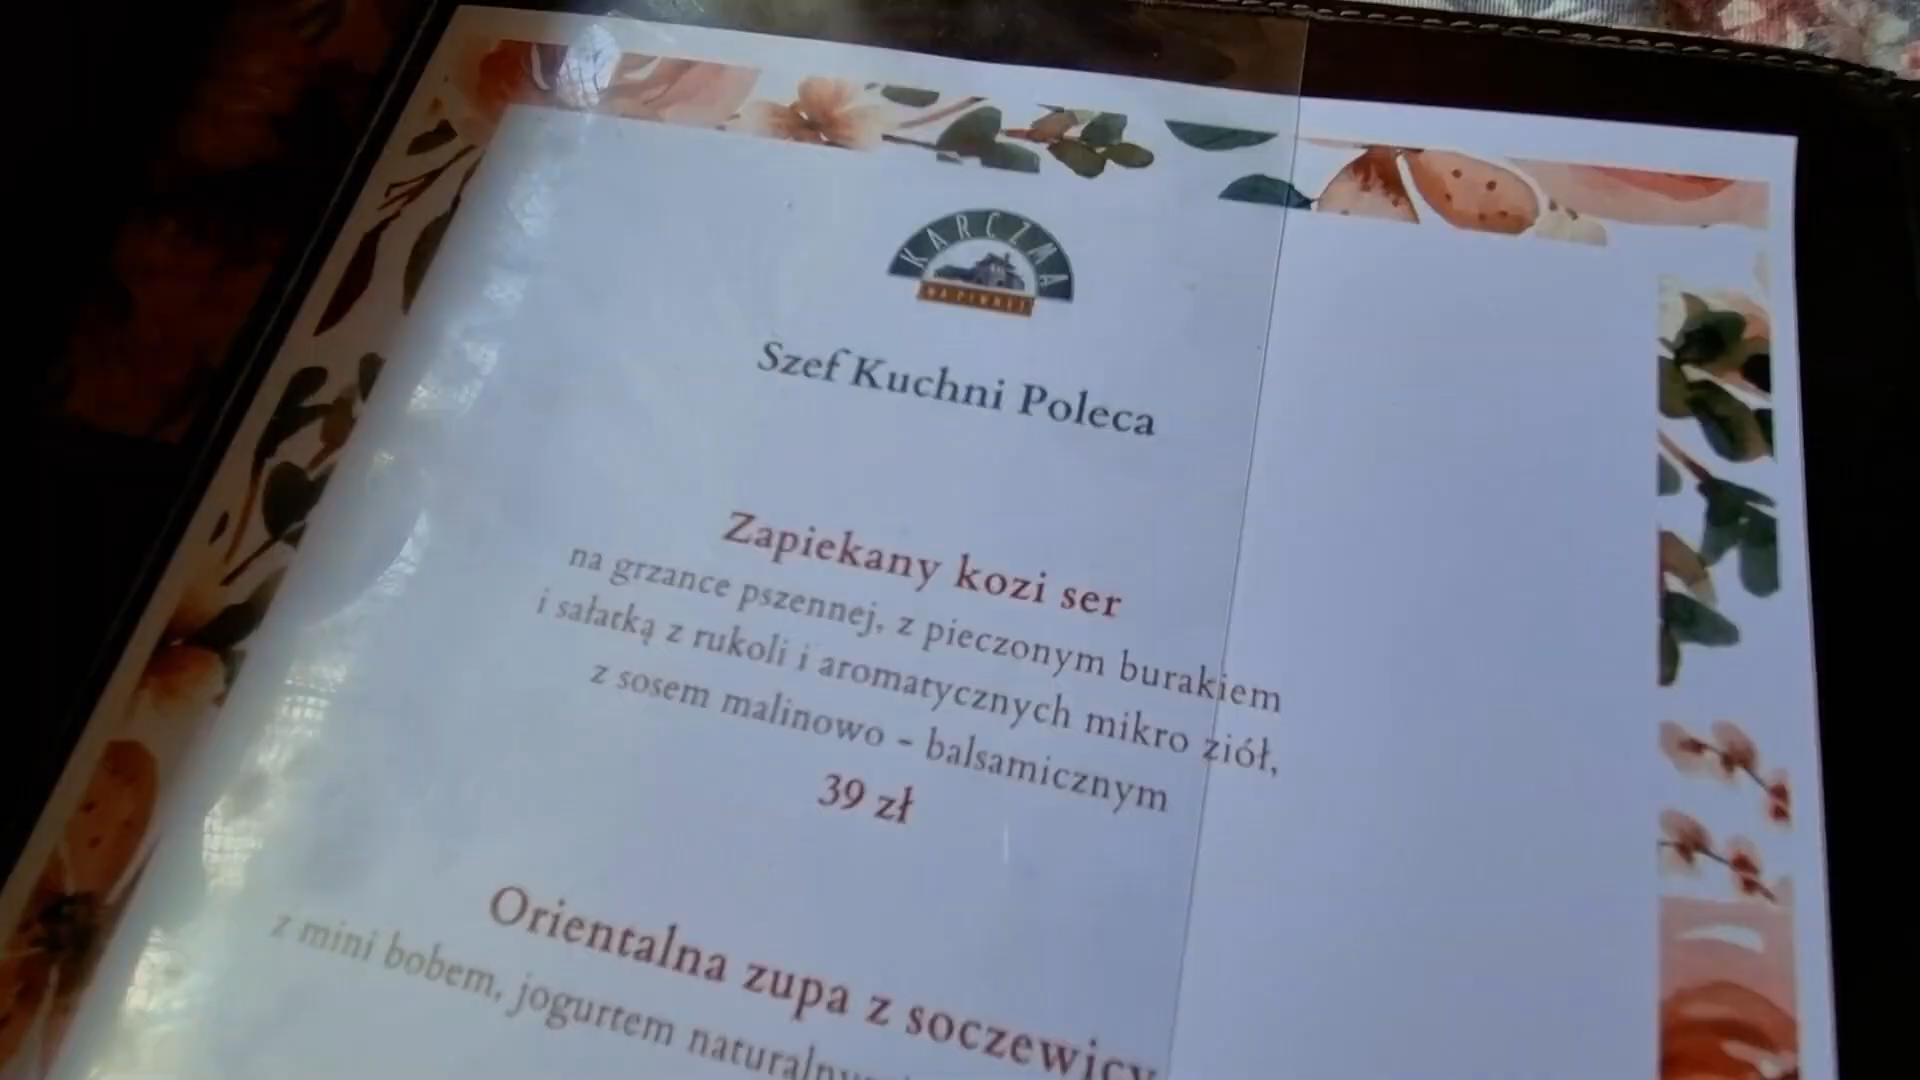 KARCZMA
Szef Kuchni Poleca
Zapiekany kozi ser
na grzance pszennej, z pieczonym burakiem
i sałatką z rukoli i aromatycznych mikro ziół,
z sosem malinowo - balsamicznym
39 zł
Orientalna zupa z soczewicy
z mini bobem, jogurtem